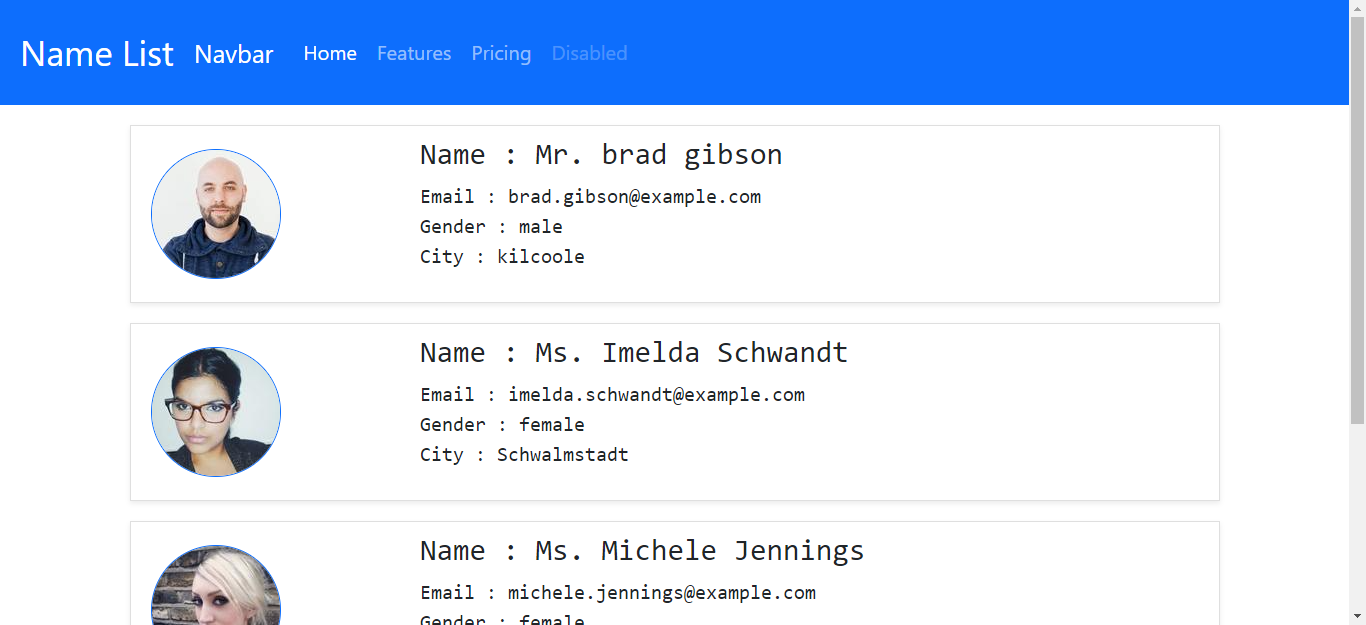 Name List Navbar Home Features Pricing Disabled
Name : Mr. brad gibson
Email : brad.gibson@example.com
Gender : male
City : kilcoole
Name : Ms. Imelda Schwandt
Email : imelda.schwandt@example.com
Gender : female
City : Schwalmstadt
Name : Ms. Michele Jennings
Email : michele.jennings@example.com
Gender : female